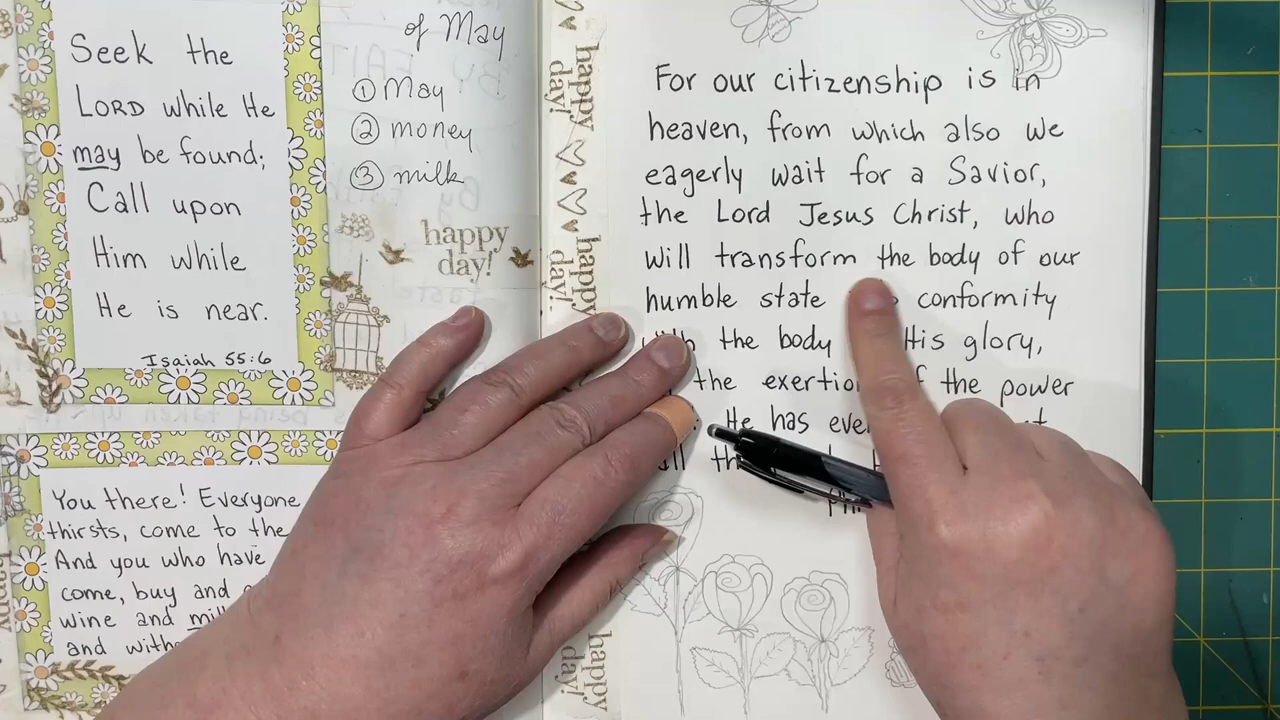 Seek the
LORD while He
may be found;
Call upon
Him while
He is near.
Isaiah 55:6
You there! Everyone
thirsts, come to the
And you who have
come, buy and
wine and
and
of May
① May
② money
③ milk
happy
day!
happy
day!
happy
day!
happy
day!
For our citizenship is in
heaven, from which also we
eagerly wait for a Savior,
the Lord Jesus Christ, who
will transform the body of our
humble state conformity
the body His glory,
the exertion of the power
He has